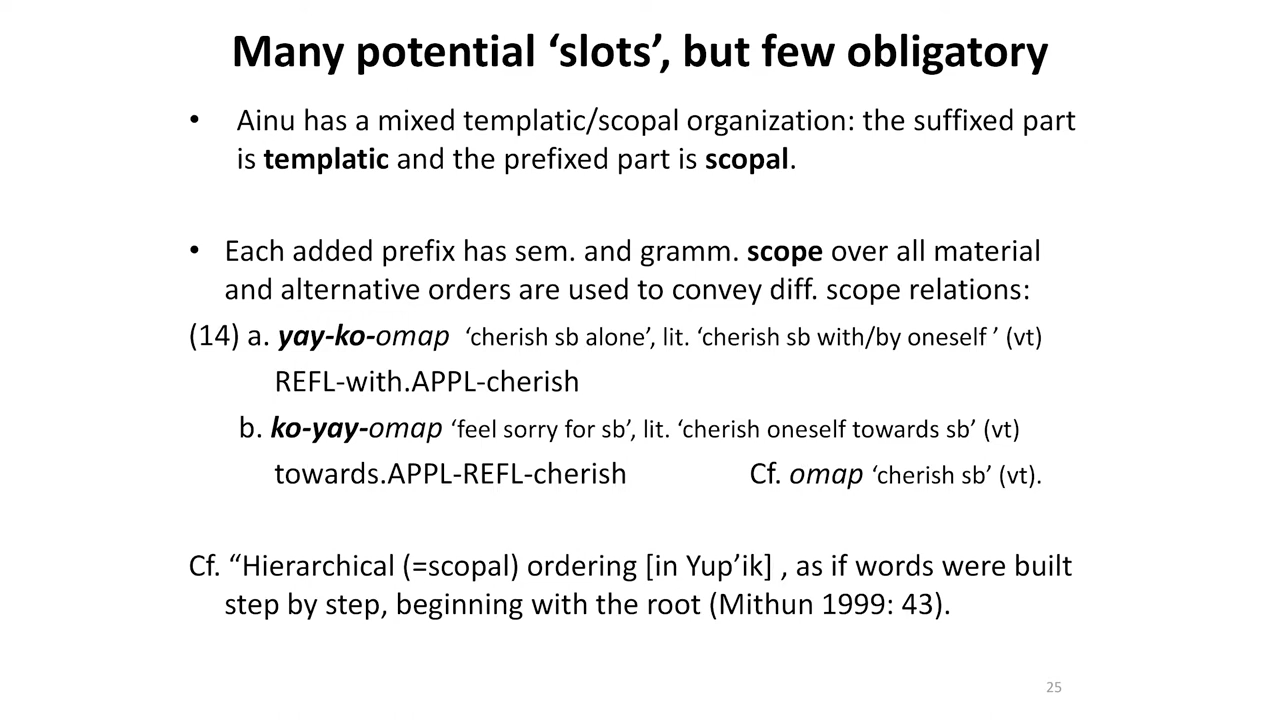 Many potential ‘slots’, but few obligatory
• Ainu has a mixed templatic/scopal organization: the suffixed part
is templatic and the prefixed part is scopal.
• Each added prefix has sem. and gramm. scope over all material
and alternative orders are used to convey diff. scope relations:
(14) a. yay-ko-omap ‘cherish sb alone’, lit. ‘cherish sb with/by oneself ’ (vt)
REFL-with.APPL-cherish
b. ko-yay-omap ‘feel sorry for sb’, lit. ‘cherish oneself towards sb’ (vt)
towards.APPL-REFL-cherish Cf. omap ‘cherish sb’ (vt).
Cf. “Hierarchical (=scopal) ordering [in Yup’ik] , as if words were built
step by step, beginning with the root (Mithun 1999: 43).
25